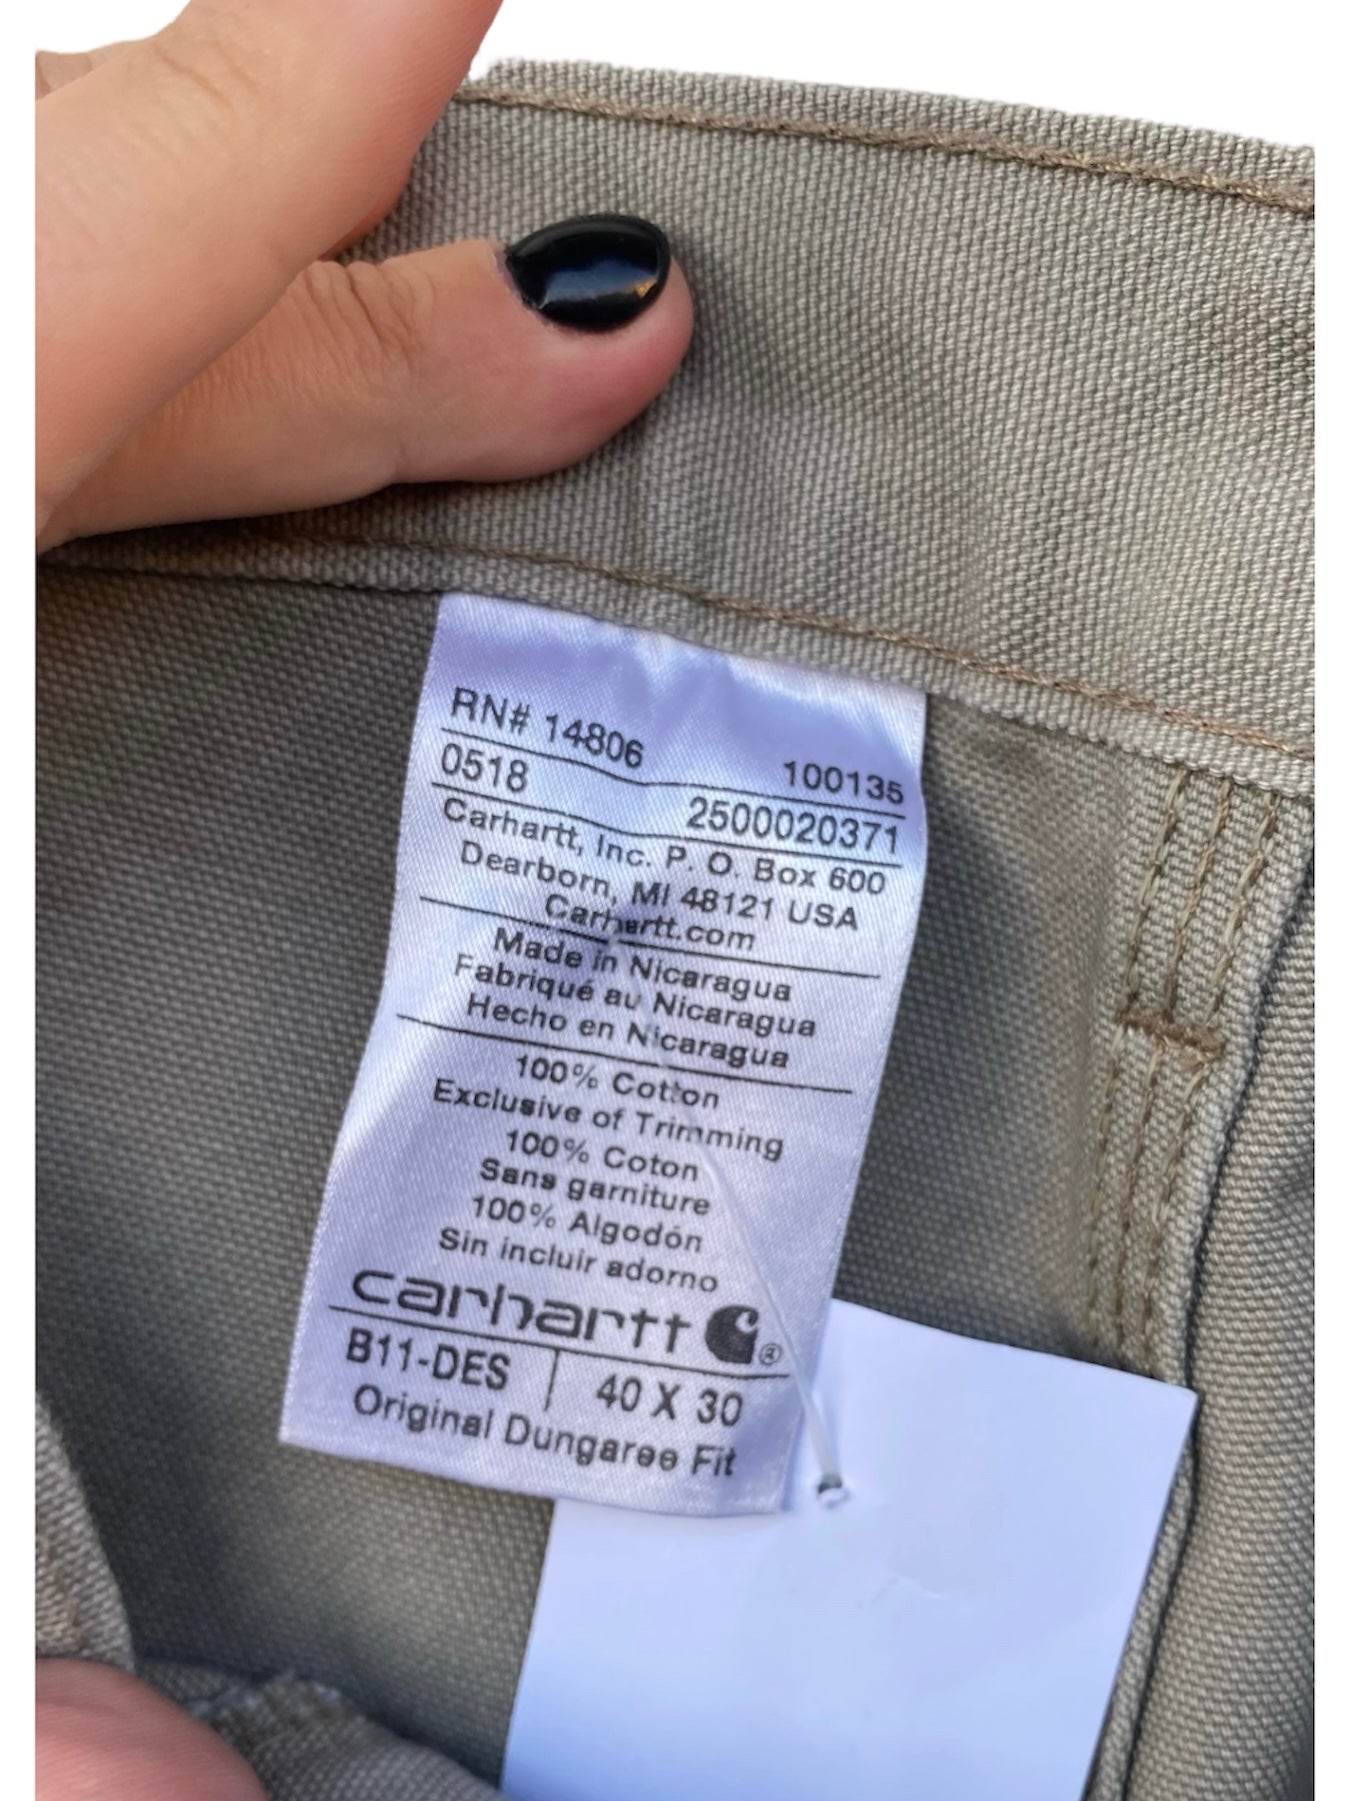 RN# 14806 100135
0518 2500020371
Carhartt, Inc. P. O. Box 600
Dearborn, MI 48121 USA
Carhartt.com
Made in Nicaragua
Fabriqué au Nicaragua
Hecho en Nicaragua
100% Cotton
Exclusive of Trimming
100% Coton
Sans garniture
100% Algodón
Sin incluir adorno
carhartt ®
B11-DES 40 X 30
Original Dungaree Fit